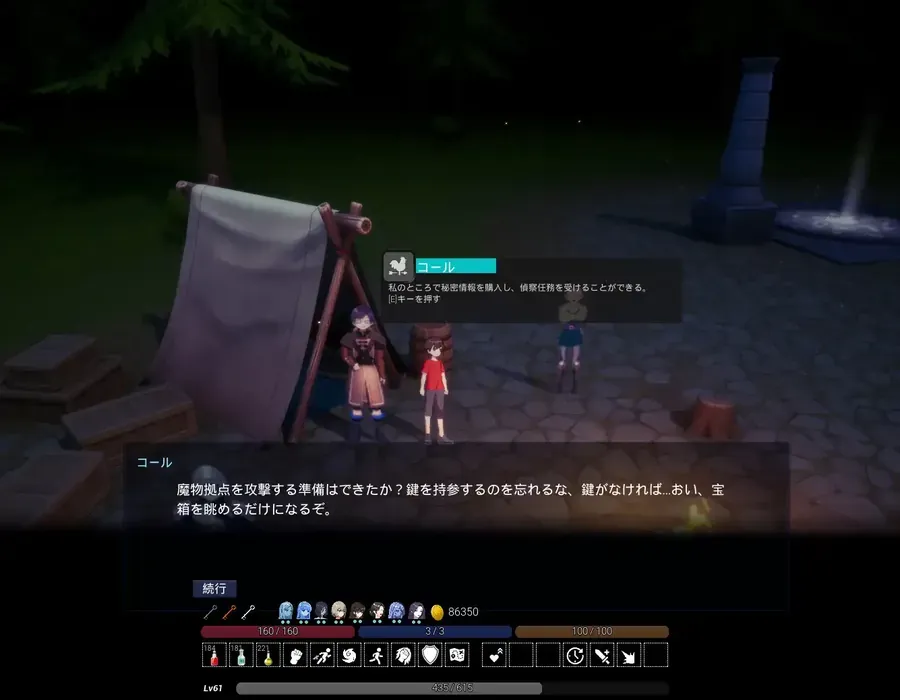 コール
私のところで秘密情報を購入し、偵察任務を受けることができる。
[E]キーを押す
コール
魔物拠点を攻撃する準備はできたか？鍵を持参するのを忘れるな、鍵がなければ…おい、宝
箱を眺めるだけになるぞ。
続行
86350
160 / 160
3 / 3
100 / 100
184
221
Lv61
435 / 615